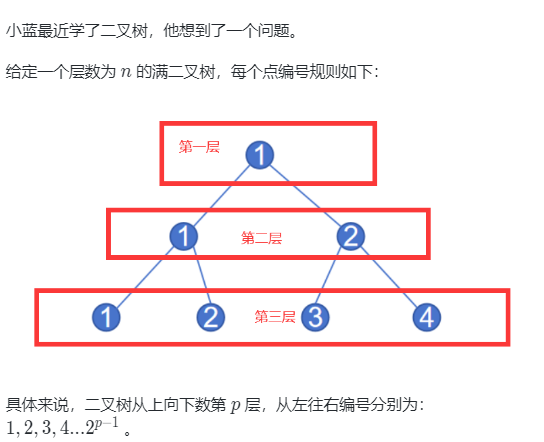 小蓝最近学了二叉树，他想到了一个问题。
给定一个层数为 n 的满二叉树，每个点编号规则如下：
第一层 1
1 第二层 2
1 2 第三层 3 4
具体来说，二叉树从上向下数第 p 层，从左往右编号分别为：
1, 2, 3, 4...2^{p−1} 。